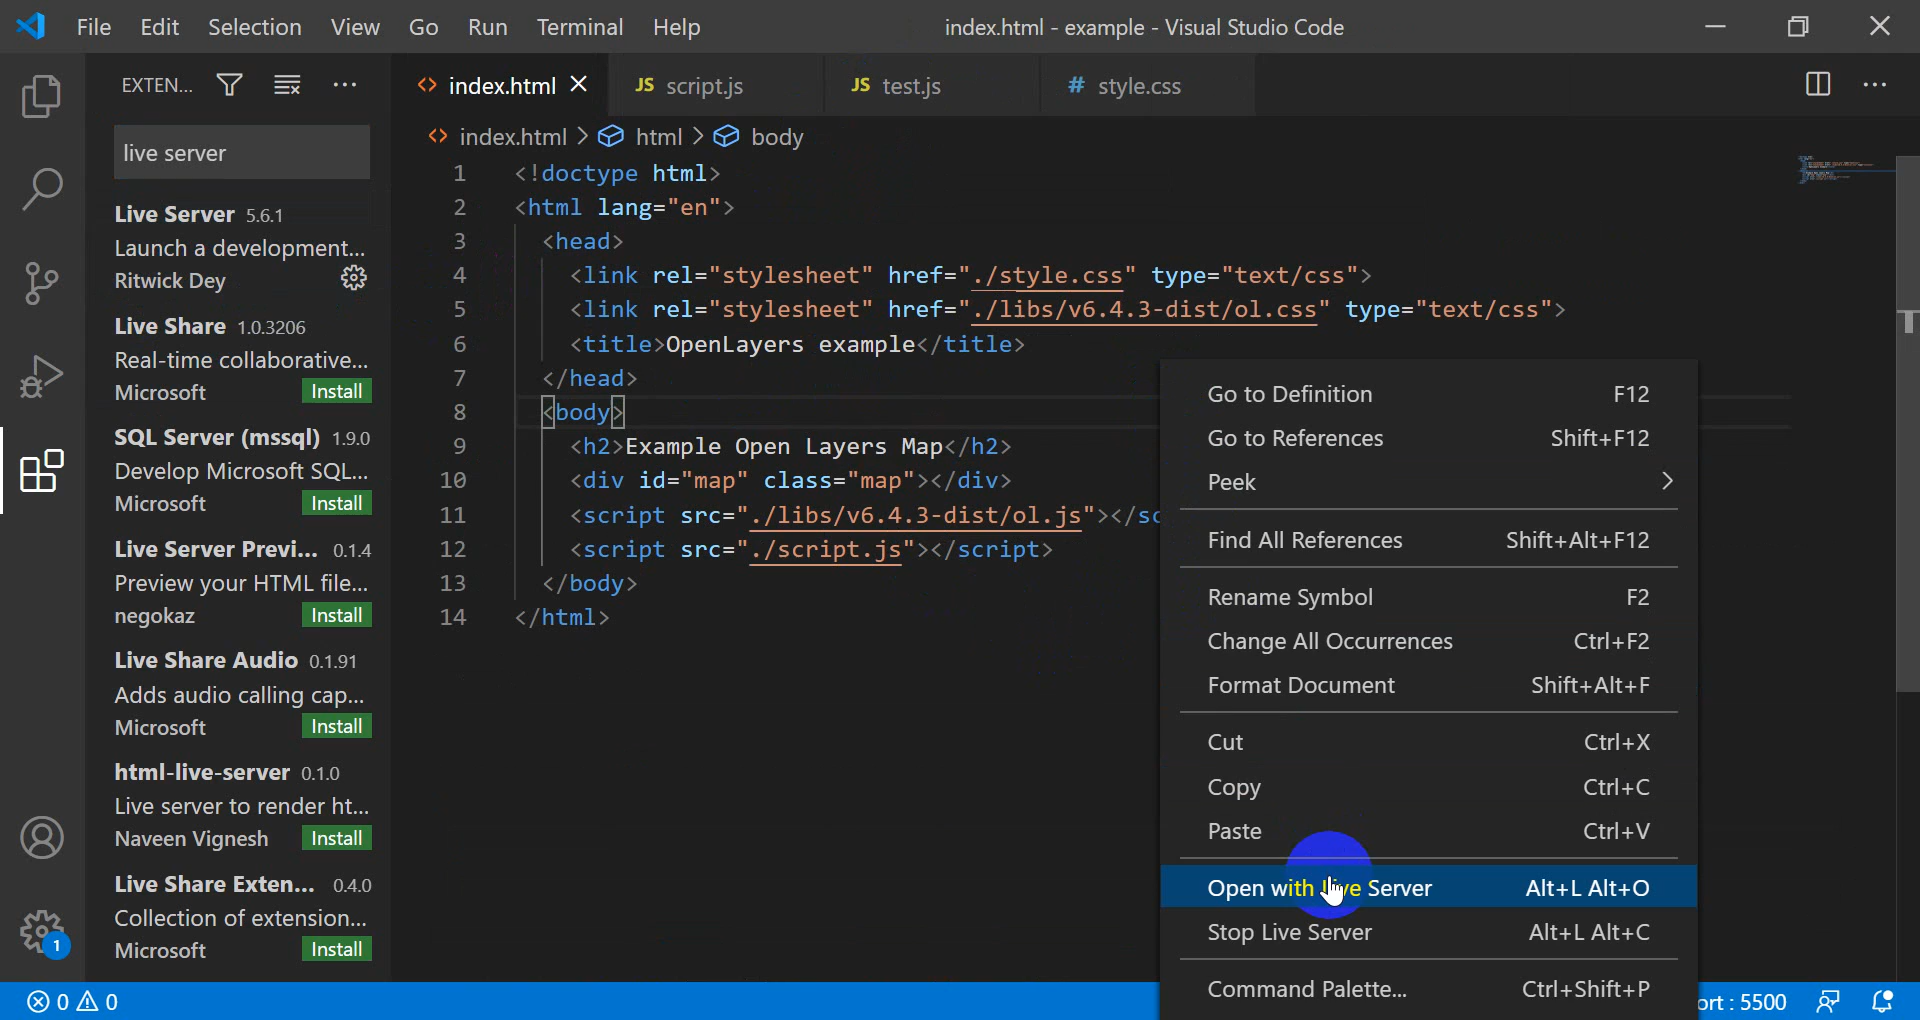 File Edit Selection View Go Run Terminal Help index.html - example - Visual Studio Code
EXTEN...
live server
Live Server 5.6.1
Launch a development...
Ritwick Dey
Live Share 1.0.3206
Real-time collaborative...
Microsoft Install
SQL Server (mssql) 1.9.0
Develop Microsoft SQL...
Microsoft Install
Live Server Previ... 0.1.4
Preview your HTML file...
negokaz Install
Live Share Audio 0.1.91
Adds audio calling cap...
Microsoft Install
html-live-server 0.1.0
Live server to render ht...
Naveen Vignesh Install
Live Share Exten... 0.4.0
Collection of extension...
Microsoft Install
1
<> index.html JS script.js JS test.js # style.css
<> index.html > html > body
1 <!doctype html>
2 <html lang="en">
3 <head>
4 <link rel="stylesheet" href="./style.css" type="text/css">
5 <link rel="stylesheet" href="./libs/v6.4.3-dist/ol.css" type="text/css">
6 <title>OpenLayers example</title>
7 </head>
8 <body>
9 <h2>Example Open Layers Map</h2>
10 <div id="map" class="map"></div>
11 <script src="./libs/v6.4.3-dist/ol.js"></sc
12 <script src="./script.js"></script>
13 </body>
14 </html>
Go to Definition F12
Go to References Shift+F12
Peek
Find All References Shift+Alt+F12
Rename Symbol F2
Change All Occurrences Ctrl+F2
Format Document Shift+Alt+F
Cut Ctrl+X
Copy Ctrl+C
Paste Ctrl+V
Open with Live Server Alt+L Alt+O
Stop Live Server Alt+L Alt+C
Command Palette... Ctrl+Shift+P
0 0 ort : 5500